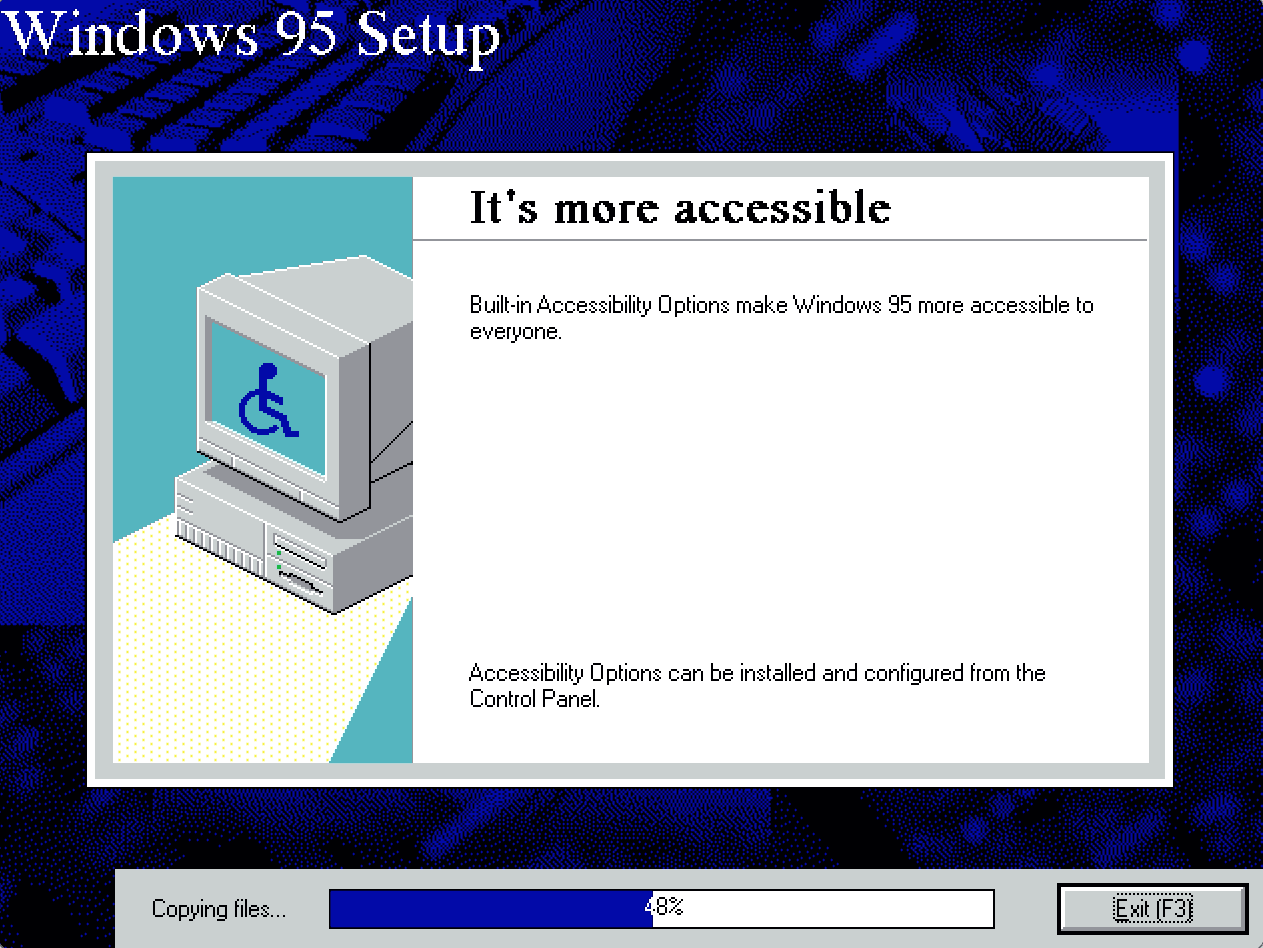 Windows 95 Setup
It's more accessible
Built-in Accessibility Options make Windows 95 more accessible to
everyone.
Accessibility Options can be installed and configured from the
Control Panel.
Copying files...
48%
Exit (F3)